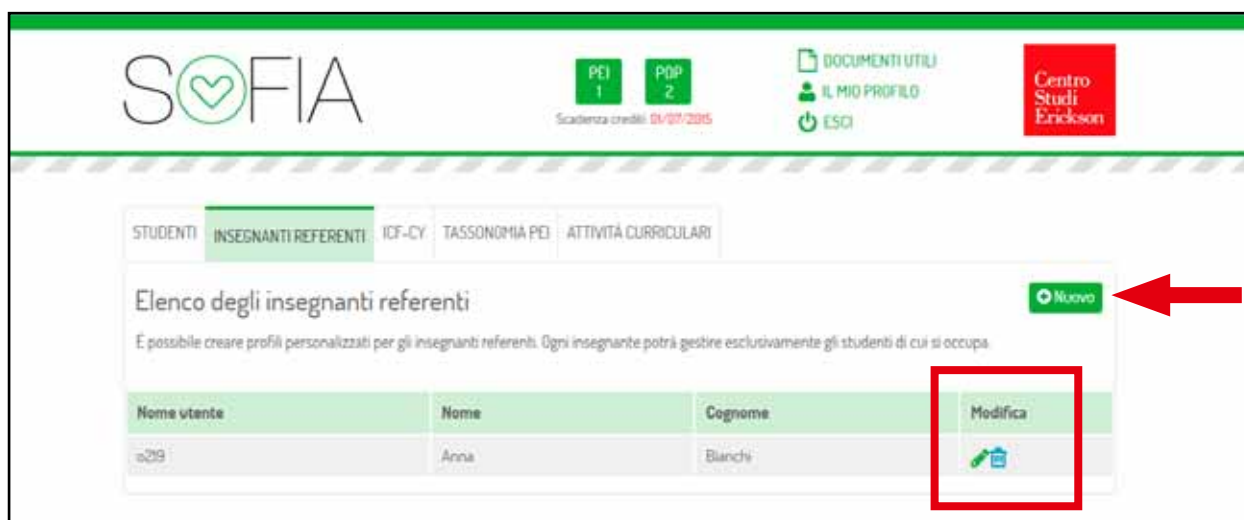 SOFIA
PEI
1
PDP
2
Scadenza crediti: 01/07/2015
DOCUMENTI UTILI
IL MIO PROFILO
ESCI
Centro
Studi
Erickson
STUDENTI INSEGNANTI REFERENTI ICF-CY TASSONOMIA PEI ATTIVITÀ CURRICULARI
Elenco degli insegnanti referenti
Nuovo
É possibile creare profili personalizzati per gli insegnanti referenti. Ogni insegnante potrà gestire esclusivamente gli studenti di cui si occupa.
Nome utente Nome Cognome Modifica
o219 Anna Bianchi